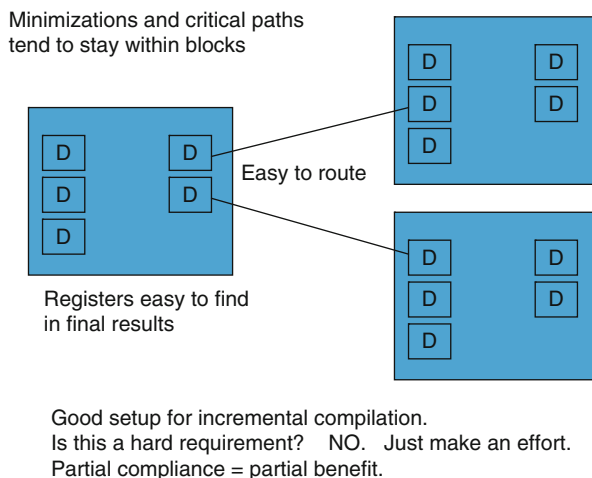 Minimizations and critical paths
tend to stay within blocks
D D
D D
D
D D
D D
D
Easy to route
D D
D D
D
Registers easy to find
in final results
Good setup for incremental compilation.
Is this a hard requirement? NO. Just make an effort.
Partial compliance = partial benefit.